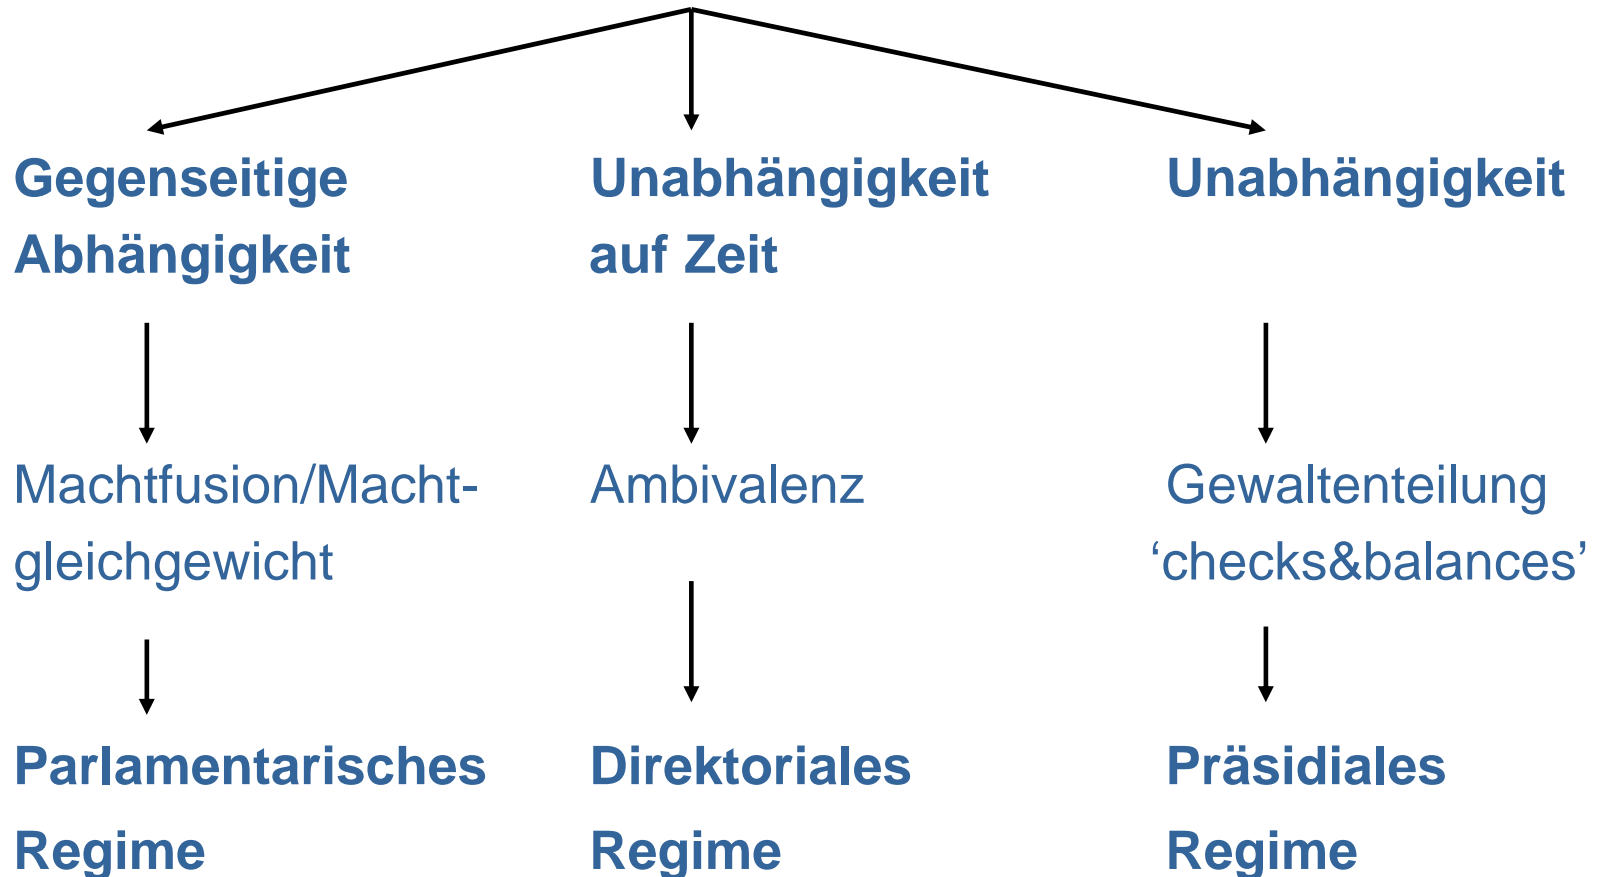 Gegenseitige
Abhängigkeit
Unabhängigkeit
auf Zeit
Unabhängigkeit
Machtfusion/Macht-
gleichgewicht
Ambivalenz
Gewaltenteilung
‘checks&balances’
Parlamentarisches
Regime
Direktoriales
Regime
Präsidiales
Regime